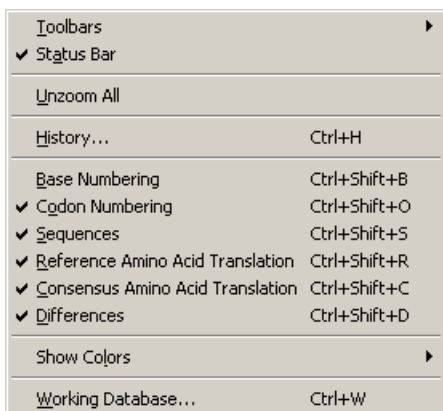 Toolbars
Status Bar
Unzoom All
History... Ctrl+H
Base Numbering Ctrl+Shift+B
Codon Numbering Ctrl+Shift+O
Sequences Ctrl+Shift+S
Reference Amino Acid Translation Ctrl+Shift+R
Consensus Amino Acid Translation Ctrl+Shift+C
Differences Ctrl+Shift+D
Show Colors
Working Database... Ctrl+W